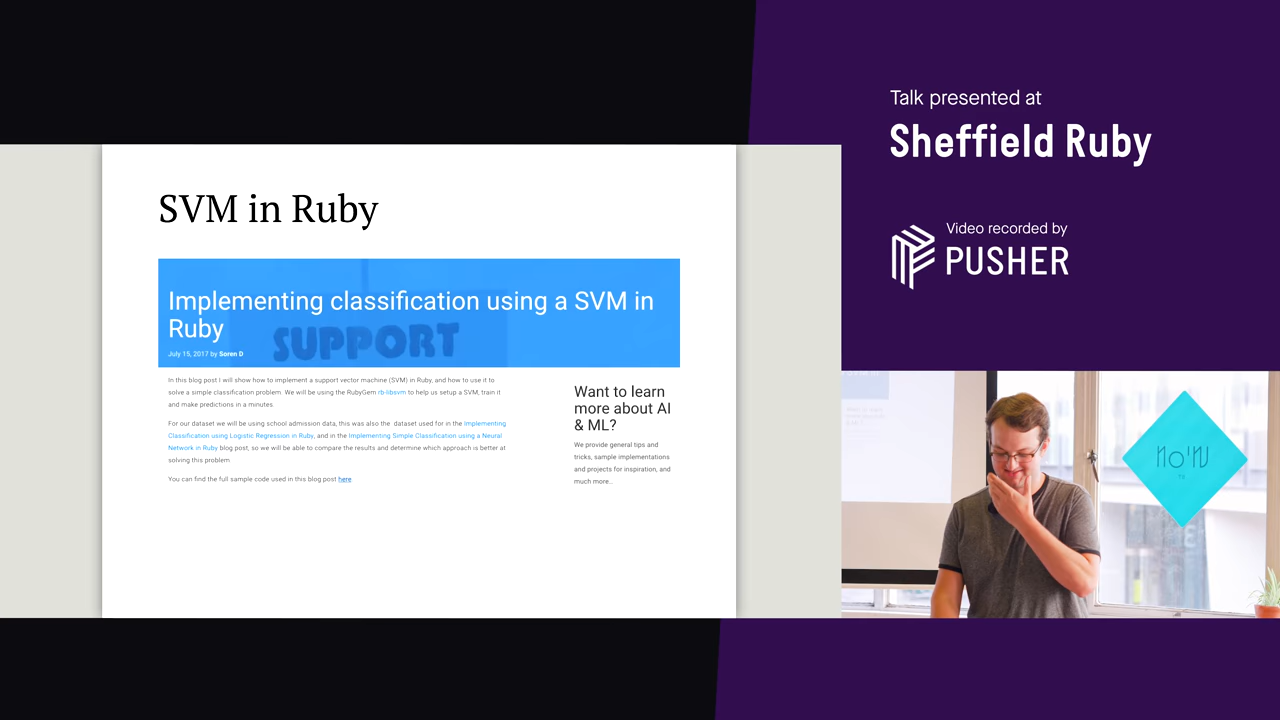 SVM in Ruby
Implementing classification using a SVM in
Ruby
SUPPORT
July 15, 2017 by Soren D
In this blog post I will show how to implement a support vector machine (SVM) in Ruby, and how to use it to
solve a simple classification problem. We will be using the RubyGem rb-libsvm to help us setup a SVM, train it
and make predictions in a minutes.
For our dataset we will be using school admission data, this was also the dataset used for in the Implementing
Classification using Logistic Regression in Ruby, and in the Implementing Simple Classification using a Neural
Network in Ruby blog post, so we will be able to compare the results and determine which approach is better at
solving this problem
You can find the full sample code used in this blog post here
Want to learn
more about AI
& ML?
We provide general tips and
tricks, sample implementations
and projects for inspiration, and
much more...
Talk presented at
Sheffield Ruby
Video recorded by
PUSHER